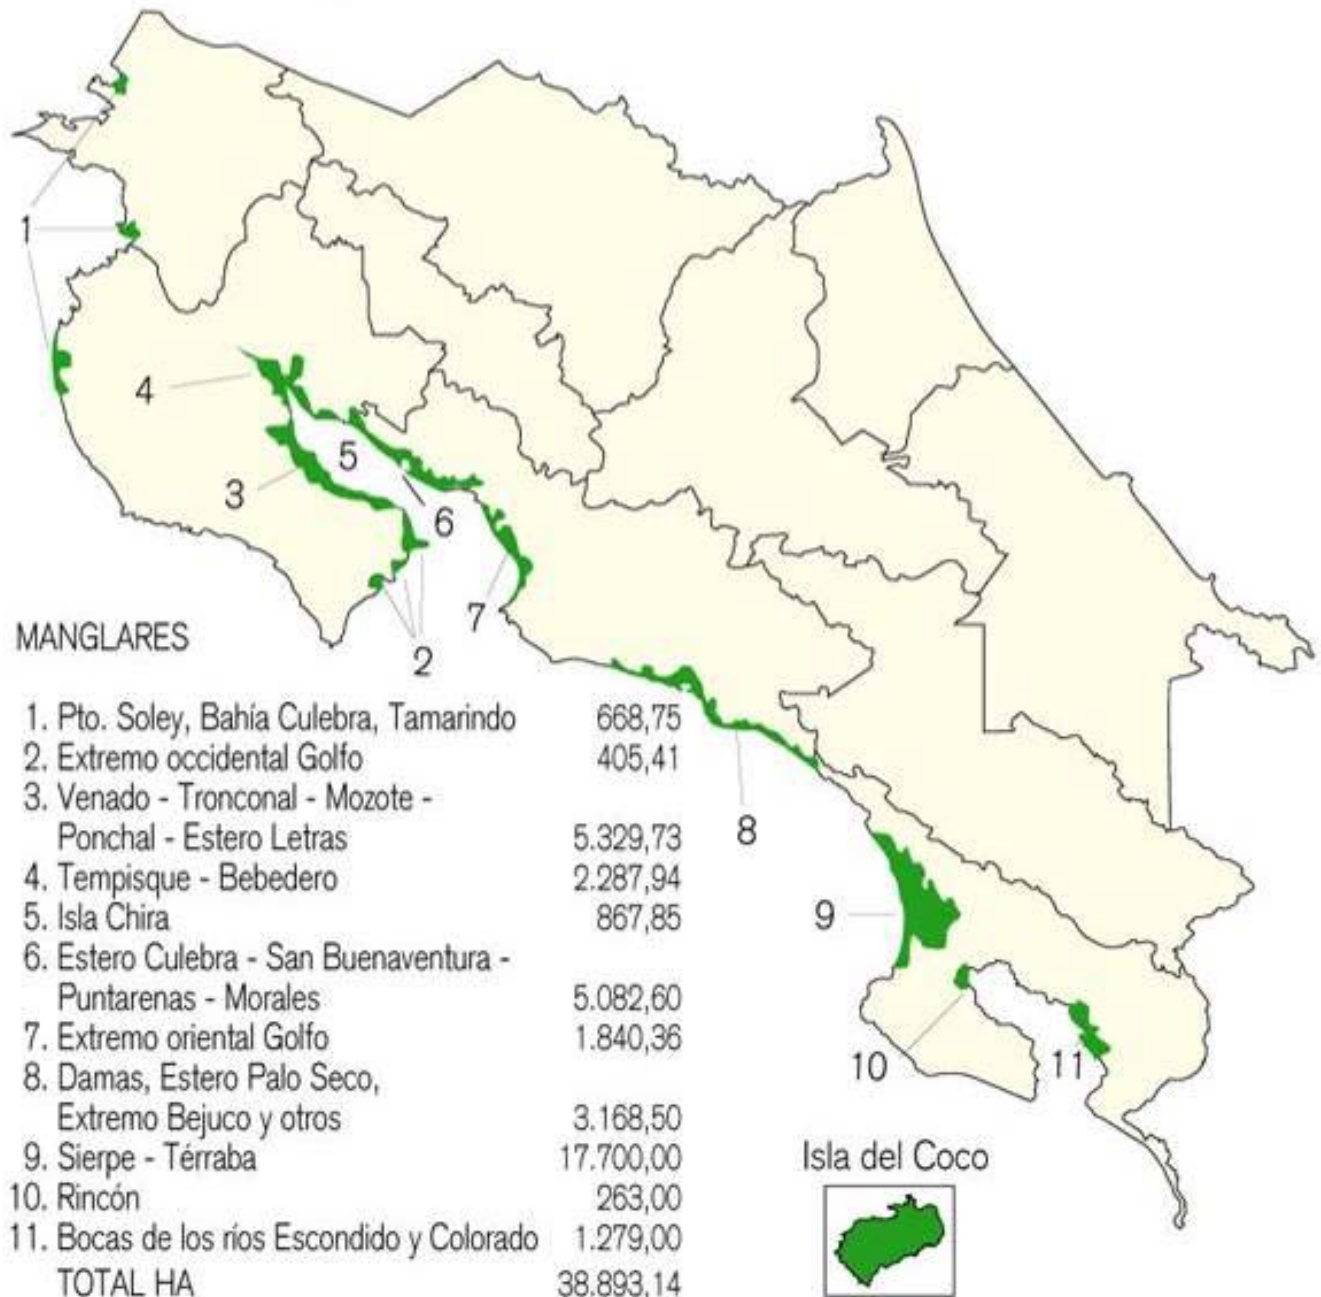 1
4
5
3
6
7
2
MANGLARES
1. Pto. Soley, Bahía Culebra, Tamarindo 668,75
2. Extremo occidental Golfo 405,41
3. Venado - Tronconal - Mozote -
Ponchal - Estero Letras 5.329,73
4. Tempisque - Bebedero 2.287,94
5. Isla Chira 867,85
6. Estero Culebra - San Buenaventura -
Puntarenas - Morales 5.082,60
7. Extremo oriental Golfo 1.840,36
8. Damas, Estero Palo Seco,
Extremo Bejuco y otros 3.168,50
9. Sierpe - Térraba 17.700,00
10. Rincón 263,00
11. Bocas de los ríos Escondido y Colorado 1.279,00
TOTAL HA 38.893,14
8
9
10
11
Isla del Coco